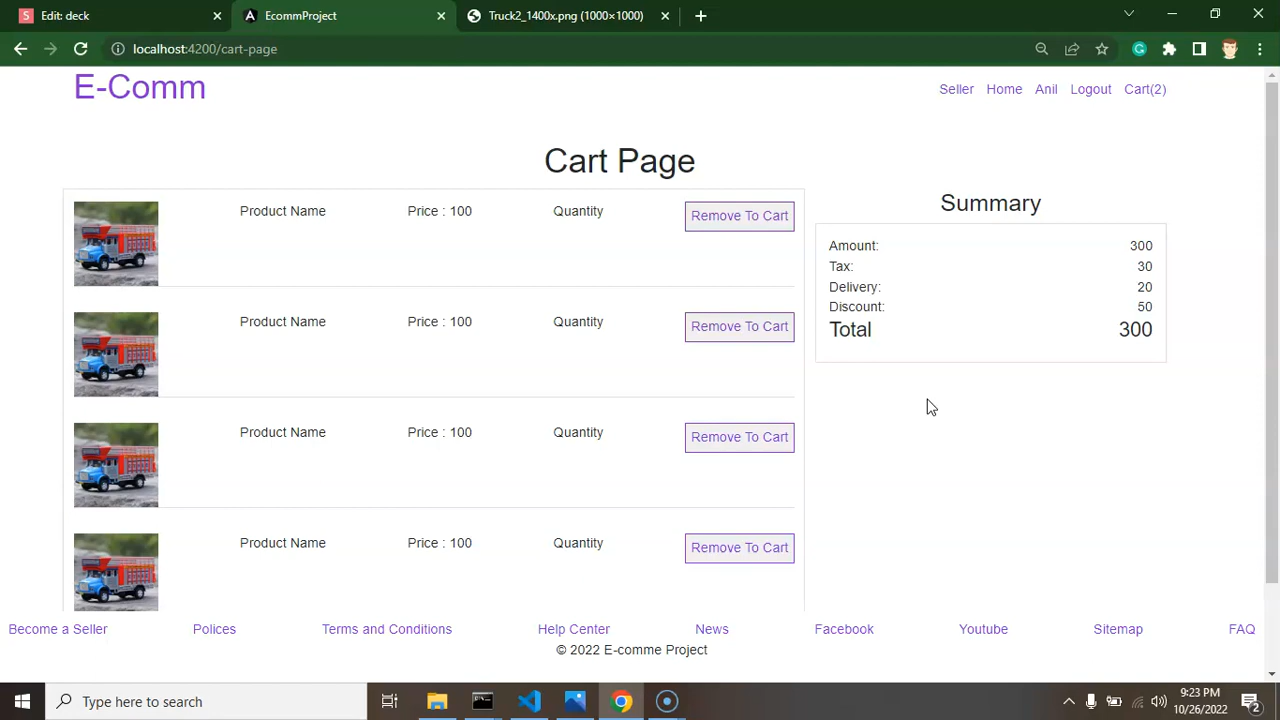 Edit: deck
EcommProject
Truck2_1400x.png (1000×1000)
localhost:4200/cart-page
E-Comm
Seller Home Anil Logout Cart(2)
Cart Page
Product Name Price : 100 Quantity Remove To Cart
Product Name Price : 100 Quantity Remove To Cart
Product Name Price : 100 Quantity Remove To Cart
Product Name Price : 100 Quantity Remove To Cart
Summary
Amount: 300
Tax: 30
Delivery: 20
Discount: 50
Total 300
Become a Seller Polices Terms and Conditions Help Center News Facebook Youtube Sitemap FAQ
© 2022 E-comme Project
Type here to search
9:23 PM
10/26/2022
2